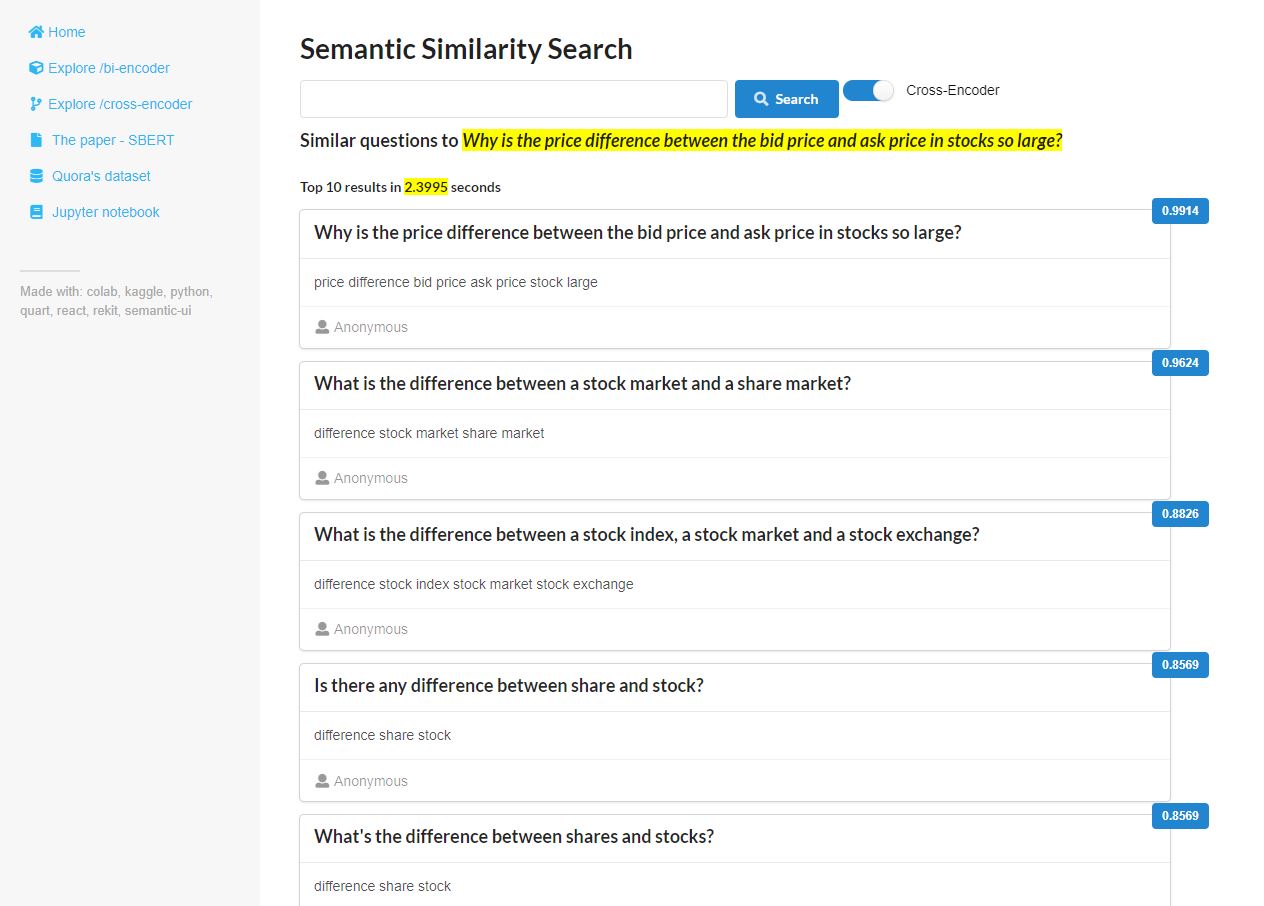 Home
Explore /bi-encoder
Explore /cross-encoder
The paper - SBERT
Quora's dataset
Jupyter notebook
Made with: colab, kaggle, python,
quart, react, rekit, semantic-ui
Semantic Similarity Search
Search
Cross-Encoder
Similar questions to Why is the price difference between the bid price and ask price in stocks so large?
Top 10 results in 2.3995 seconds
0.9914
Why is the price difference between the bid price and ask price in stocks so large?
price difference bid price ask price stock large
Anonymous
0.9624
What is the difference between a stock market and a share market?
difference stock market share market
Anonymous
0.8826
What is the difference between a stock index, a stock market and a stock exchange?
difference stock index stock market stock exchange
Anonymous
0.8569
Is there any difference between share and stock?
difference share stock
Anonymous
0.8569
What's the difference between shares and stocks?
difference share stock